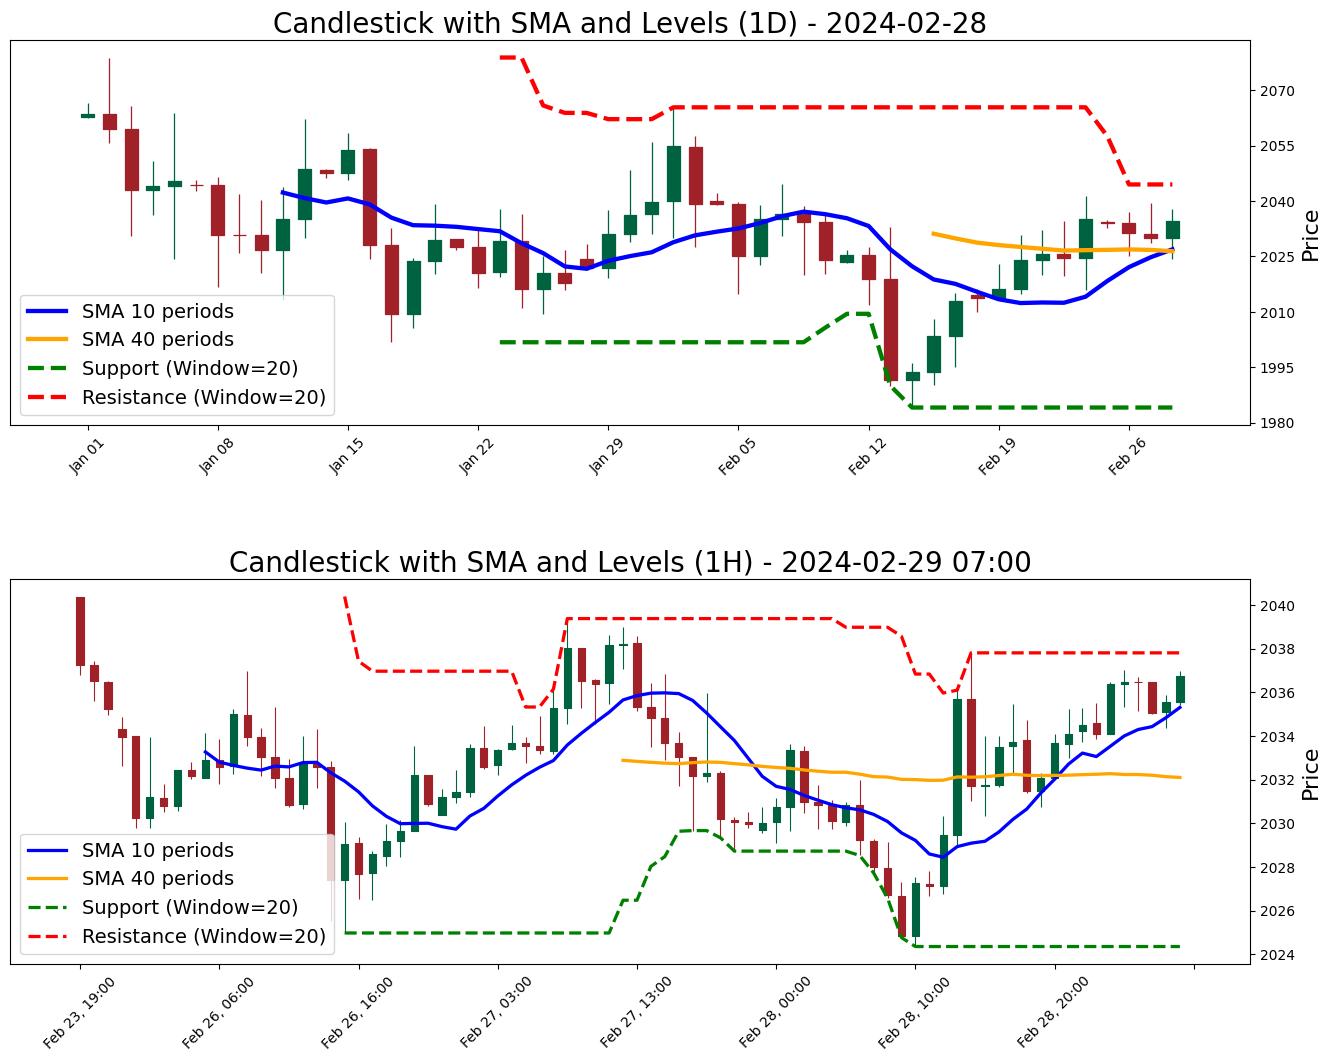 Candlestick with SMA and Levels (1D) - 2024-02-28
2070
2055
2040
2025
2010
1995
1980
Price
SMA 10 periods
SMA 40 periods
Support (Window=20)
Resistance (Window=20)
Jan 01
Jan 08
Jan 15
Jan 22
Jan 29
Feb 05
Feb 12
Feb 19
Feb 26
Candlestick with SMA and Levels (1H) - 2024-02-29 07:00
2040
2038
2036
2034
2032
2030
2028
2026
2024
Price
SMA 10 periods
SMA 40 periods
Support (Window=20)
Resistance (Window=20)
Feb 23, 19:00
Feb 26, 06:00
Feb 26, 16:00
Feb 27, 03:00
Feb 27, 13:00
Feb 28, 00:00
Feb 28, 10:00
Feb 28, 20:00